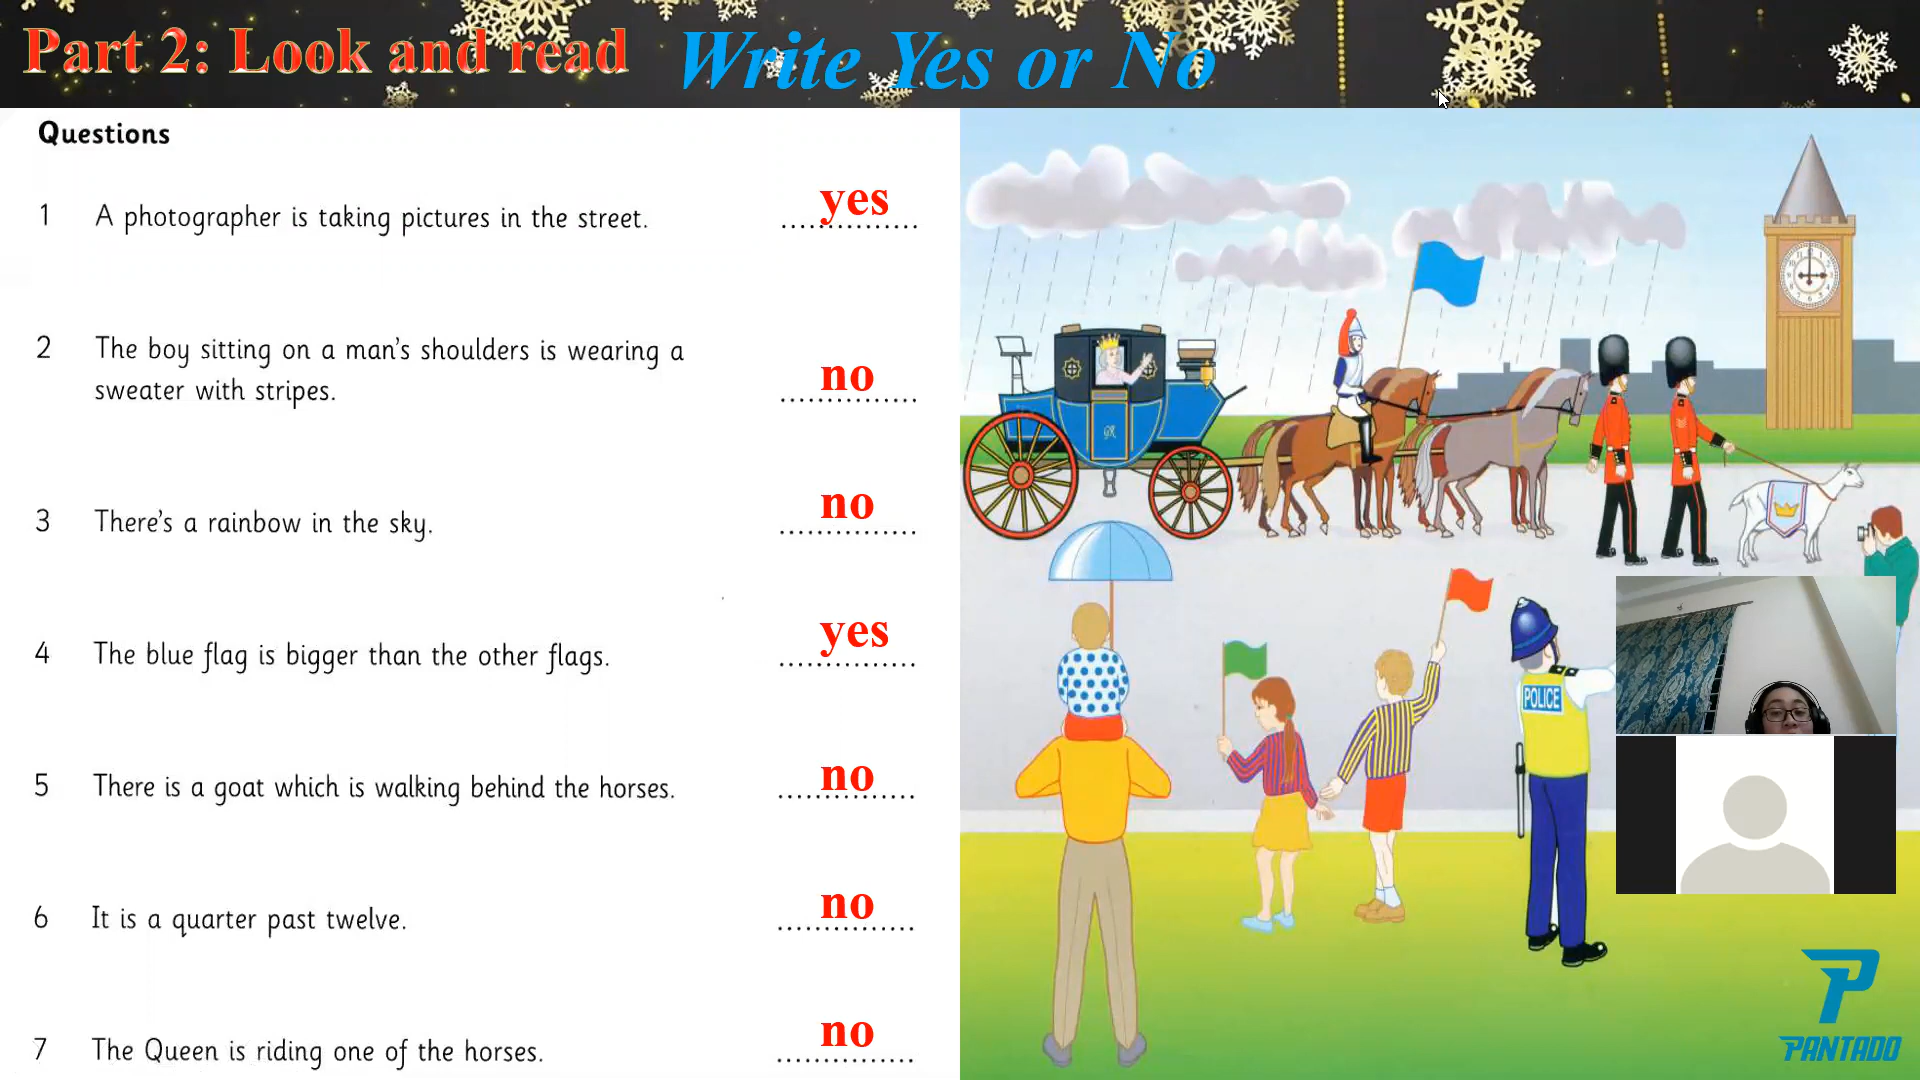 Part 2: Look and read Write Yes or No
Questions
1 A photographer is taking pictures in the street. yes
2 The boy sitting on a man's shoulders is wearing a
sweater with stripes. no
3 There's a rainbow in the sky. no
4 The blue flag is bigger than the other flags. yes
5 There is a goat which is walking behind the horses. no
6 It is a quarter past twelve. no
7 The Queen is riding one of the horses. no
POLICE
PANTADO